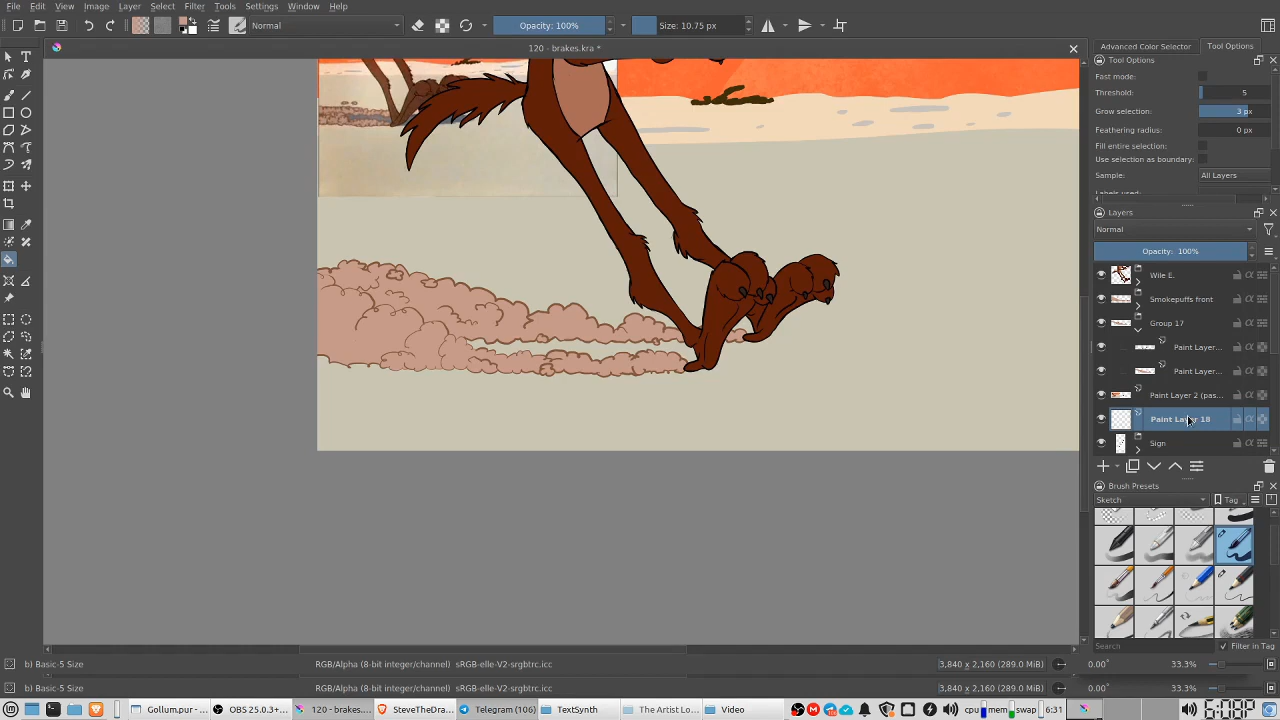 File Edit View Image Layer Select Filter Tools Settings Window Help
Normal
Opacity: 100%
Size: 10.75 px
120 - brakes.kra *
Advanced Color Selector
Tool Options
Tool Options
Fast mode:
Threshold: 5
Grow selection: 3 px
Feathering radius: 0 px
Fill entire selection:
Use selection as boundary:
Sample: All Layers
Labels used:
Layers
Normal
Opacity: 100%
Wile E.
Smokepuffs front
Group 17
Paint Layer...
Paint Layer...
Paint Layer 2 (pas...
Paint Layer 18
Sign
Brush Presets
Sketch
Tag
Search
Filter in Tag
b) Basic-5 Size
RGB/Alpha (8-bit integer/channel) sRGB-elle-V2-srgbtrc.icc
3,840 x 2,160 (289.0 MiB)
0.00°
33.3%
b) Basic-5 Size
RGB/Alpha (8-bit integer/channel) sRGB-elle-V2-srgbtrc.icc
3,840 x 2,160 (289.0 MiB)
0.00°
33.3%
Gollum.pur - ...
OBS 25.0.3+...
120 - brakes....
SteveTheDra...
Telegram (106)
TextSynth
The Artist Lo...
Video
cpu
mem
swap
6:31
6:08P